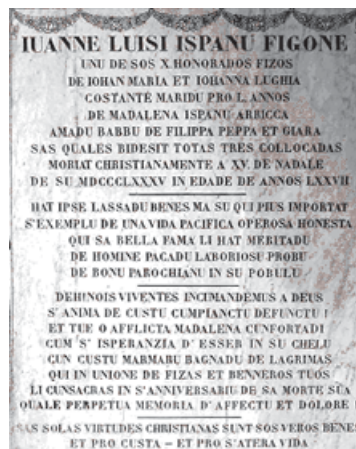 IUANNE LUISI ISPANU FIGONE
UNU DE SOS X. HONORADOS FIZOS
DE IOHAN MARIA ET IOHANNA LUGHIA
COSTANTE MARIDU PRO L. ANNOS
DE MADALENA ISPANU ARBICCA
AMADU BABBU DE FILIPPA PEPPA ET GIARA
SAS QUALES BIDESIT TOTAS TRES COLLOCADAS
MORIAT CHRISTIANAMENTE A XV. DE NADALE
DE SU MDCCCLXXXV IN EDADE DE ANNOS LXXVII
HAT IPSE LASSADU BENES MA SU QUI PIUS IMPORTAT
S'EXEMPLU DE UNA VIDA PACIFICA OPEROSA HONESTA
QUI SA BELLA FAMA LI HAT MERITADU
DE HOMINE PACADU LABORIOSU PROBU
DE BONU PAROCHIANU IN SU POBULU
DEHINOIS VIVENTES INCUMANDEMUS A DEUS
S'ANIMA DE CUSTU CUMPIANCTU DEFUNCTU !
ET TUE O AFFLICTA MADALENA CUNFORTADI
CUM S' ISPERANZIA D' ESSER IN SU CHELU
CUN CUSTU MARMARU BAGNADU DE LAGRIMAS
QUI IN UNIONE DE FIZAS ET BENNEROS TUOS
LI CUNSACRAS IN S'ANNIVERSARIU DE SA MORTE SUA
QUALE PERPETUA MEMORIA D' AFFECTU ET DOLORE !
SAS SOLAS VIRTUDES CHRISTIANAS SUNT SOS VEROS BENES
ET PRO CUSTA – ET PRO S'ATERA VIDA